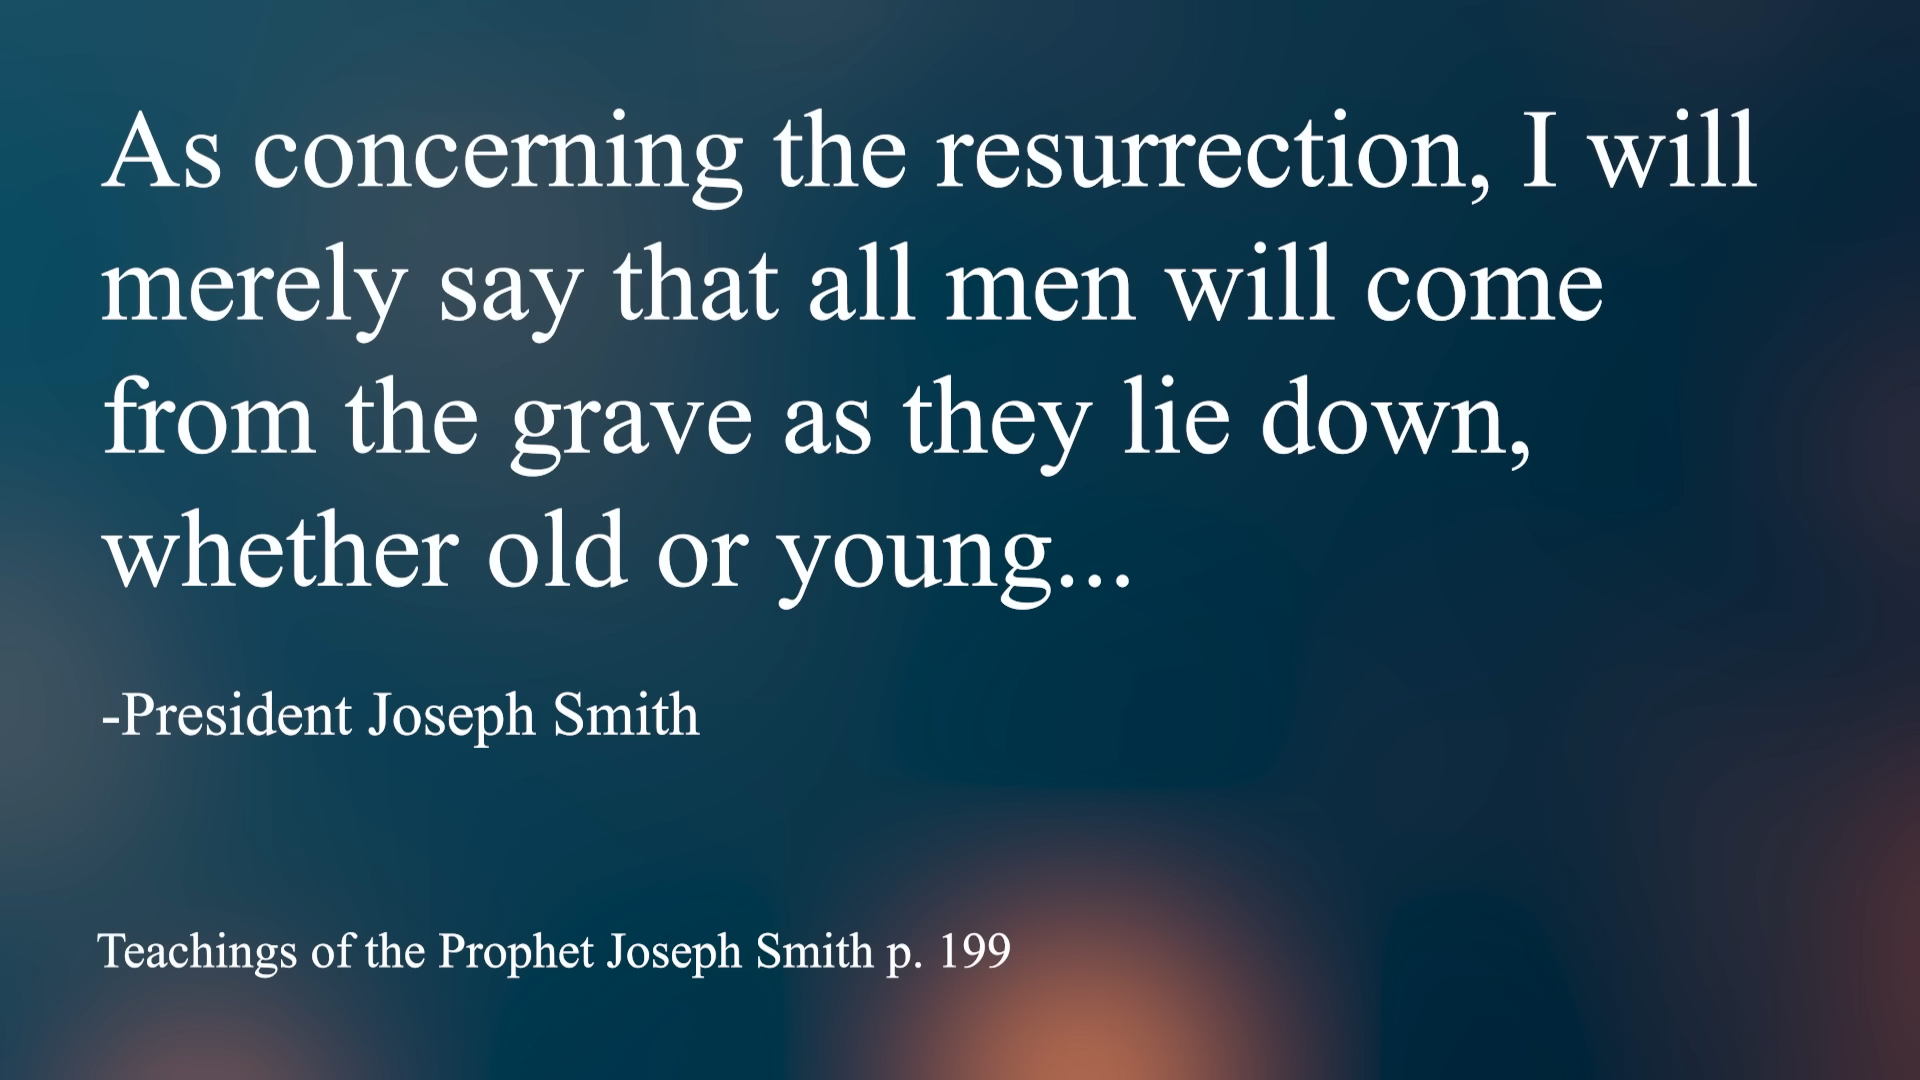 As concerning the resurrection, I will
merely say that all men will come
from the grave as they lie down,
whether old or young...
-President Joseph Smith
Teachings of the Prophet Joseph Smith p. 199